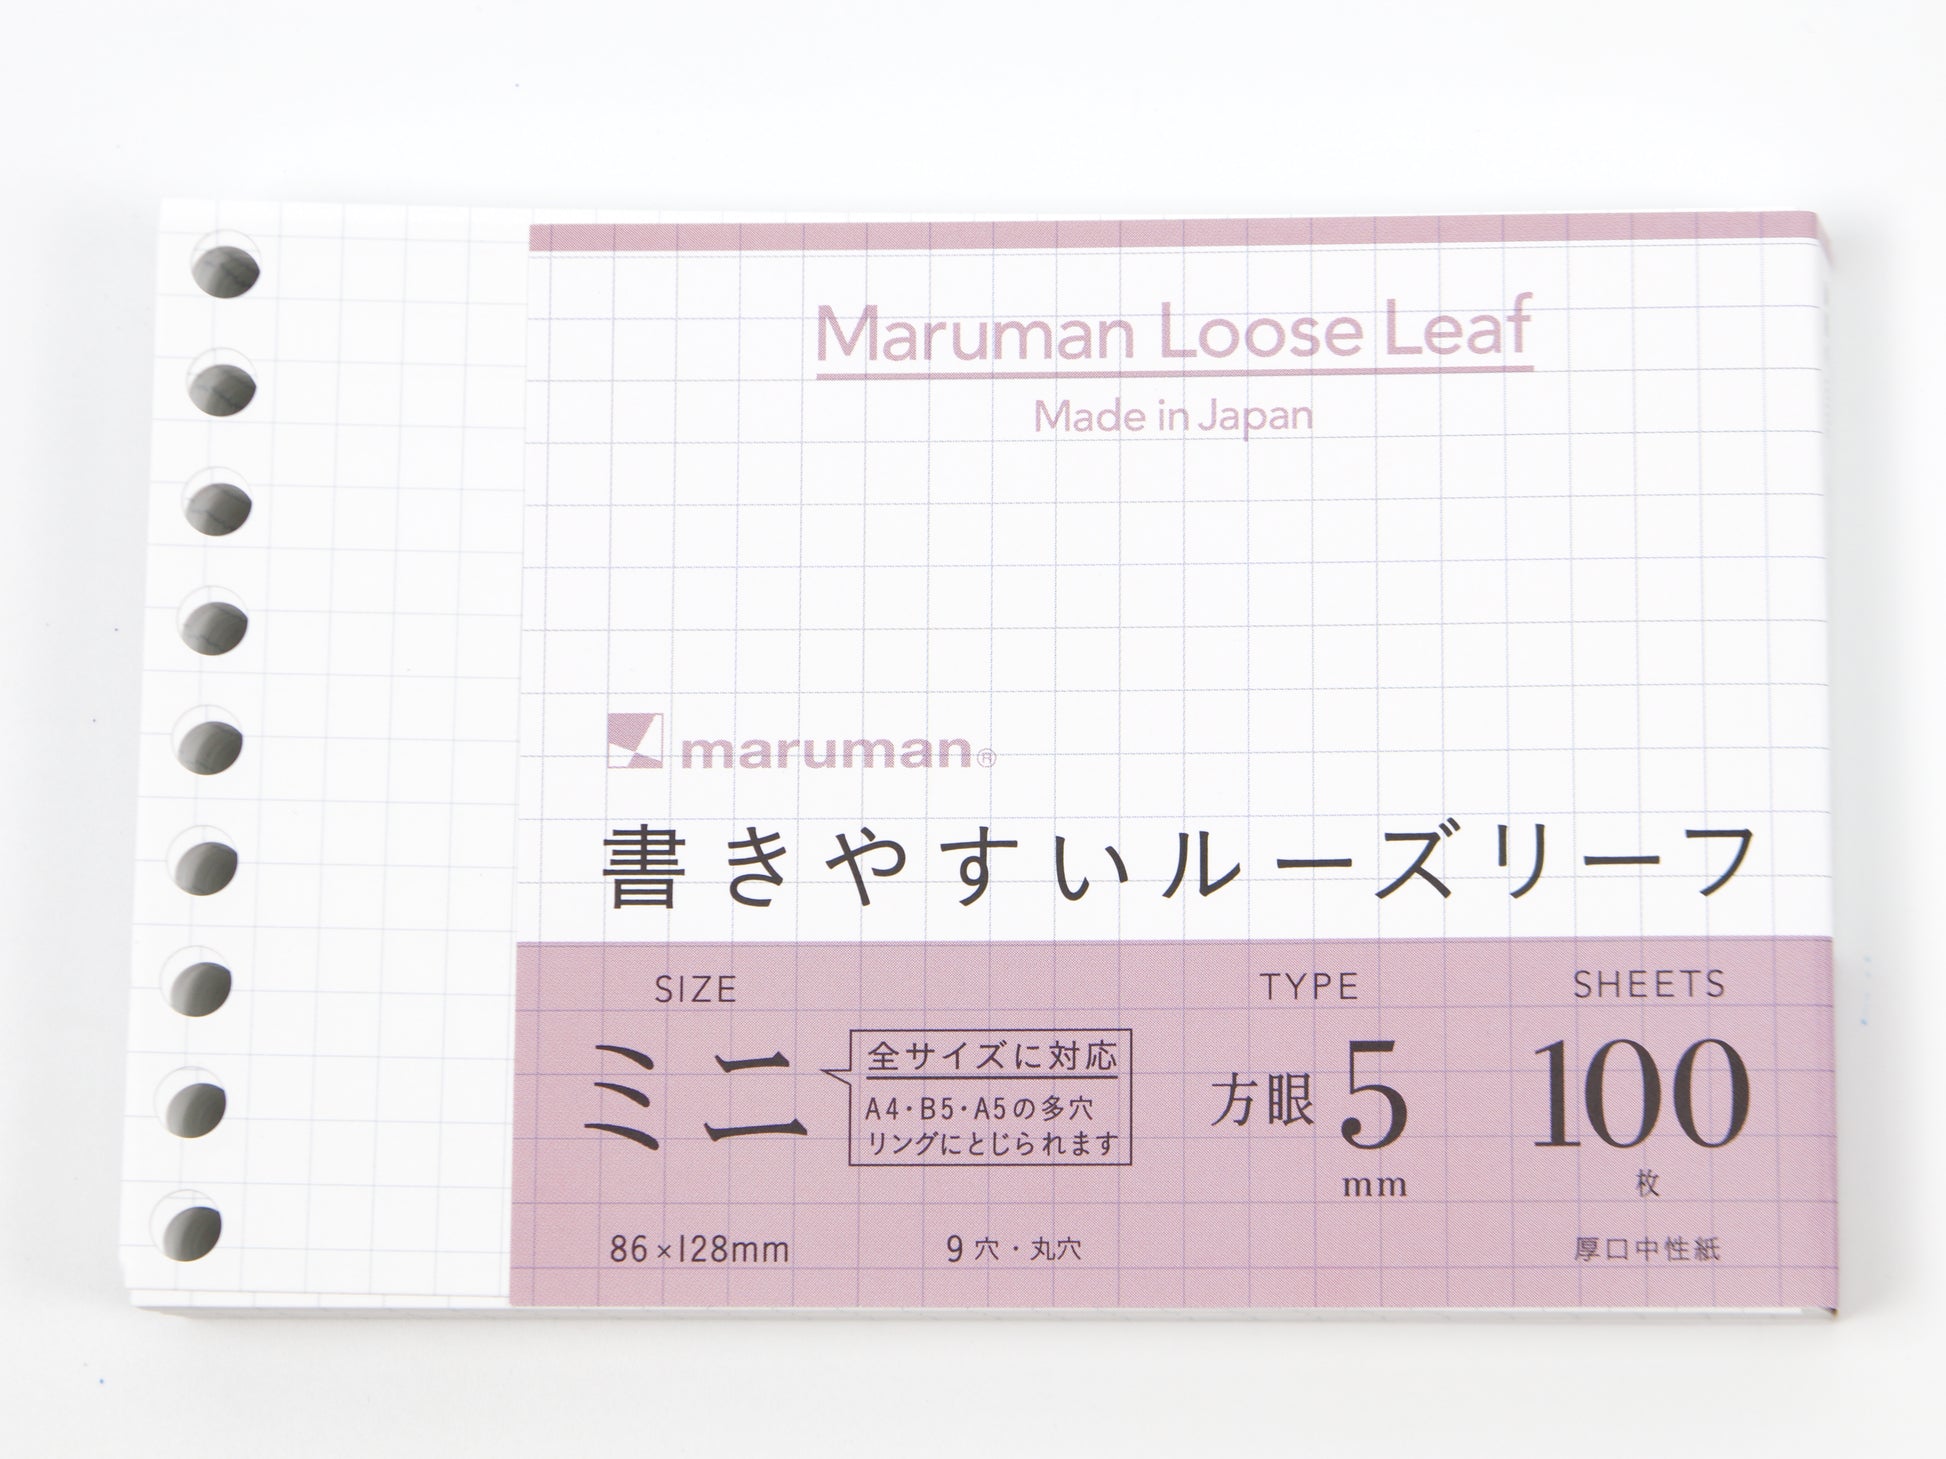 Maruman Loose Leaf
Made in Japan
maruman®
書きやすいルーズリーフ
SIZE
ミニ
全サイズに対応
A4・B5・A5の多穴
リングにとじられます
86×128mm
9穴・丸穴
TYPE
方眼5
mm
SHEETS
100
枚
厚口中性紙